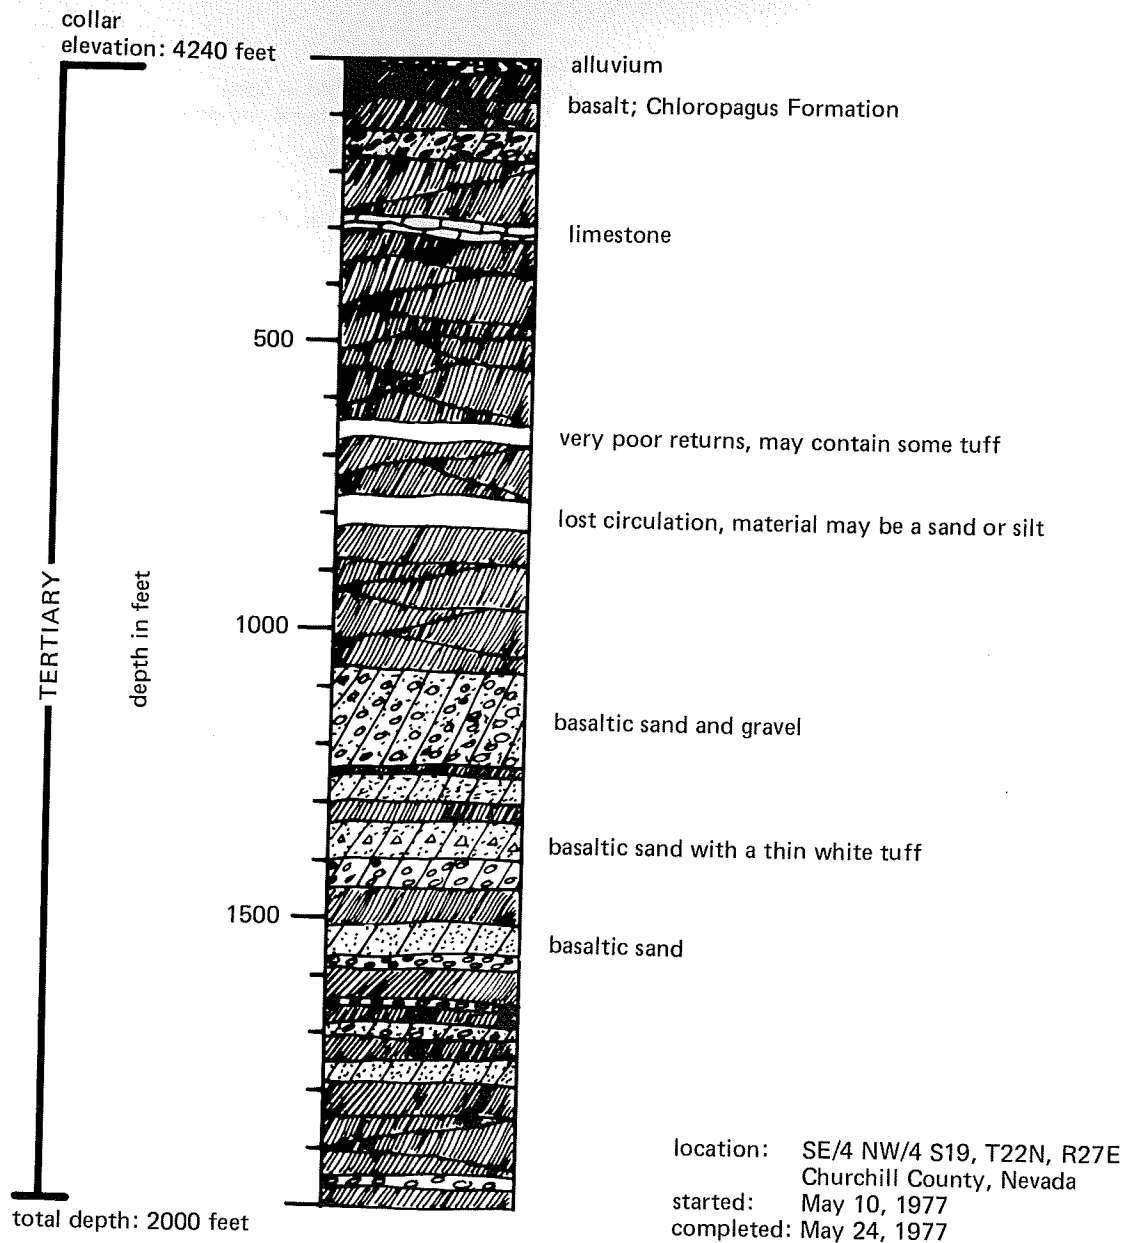 collar
elevation: 4240 feet
alluvium
basalt; Chloropagus Formation
limestone
500
very poor returns, may contain some tuff
lost circulation, material may be a sand or silt
TERTIARY
depth in feet
1000
basaltic sand and gravel
basaltic sand with a thin white tuff
1500
basaltic sand
location: SE/4 NW/4 S19, T22N, R27E
Churchill County, Nevada
started: May 10, 1977
completed: May 24, 1977
total depth: 2000 feet